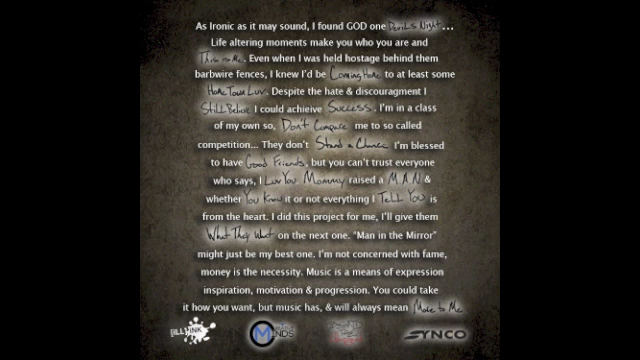 As Ironic as it may sound, I found GOD one Devils Night...
Life altering moments make you who you are and
This is Me. Even when I was held hostage behind them
barbwire fences, I knew I'd be Coming Home to at least some
Home Town Luv. Despite the hate & discouragment I
Still Believe I could achieive Success. I'm in a class
of my own so, Don't Compare me to so called
competition... They don't Stand a Chance I'm blessed
to have Good Friends, but you can't trust everyone
who says, I Luv You Mommy raised a M.A.N &
whether You Know it or not everything I Tell You is
from the heart. I did this project for me, I'll give them
What They Want on the next one. "Man in the Mirror"
might just be my best one. I'm not concerned with fame,
money is the necessity. Music is a means of expression
inspiration, motivation & progression. You could take
it how you want, but music has, & will always mean More to Me
ILL INK
MINDS
SYNCO